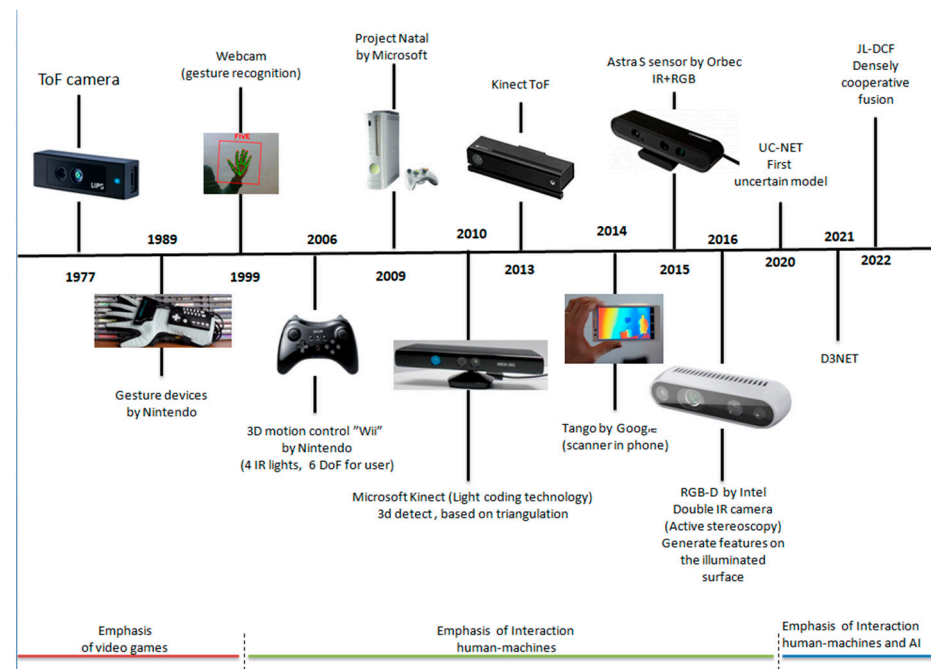 ToF camera
LIPS
Webcam
(gesture recognition)
FIVE
Project Natal
by Microsoft
Kinect ToF
Astra S sensor by Orbec
IR+RGB
UC-NET
First
uncertain model
JL-DCF
Densely
cooperative
fusion
1989
2006
2010
2014
2016
2021
1977
1999
2009
2013
2015
2020
2022
Gesture devices
by Nintendo
3D motion control "Wii"
by Nintendo
(4 IR lights, 6 DoF for user)
XBOX 360
Microsoft Kinect (Light coding technology)
3d detect, based on triangulation
Tango by Google
(scanner in phone)
RGB-D by Intel
Double IR camera
(Active stereoscopy)
Generate features on
the illuminated
surface
D3NET
Emphasis
of video games
Emphasis of Interaction
human-machines
Emphasis of Interaction
human-machines and AI